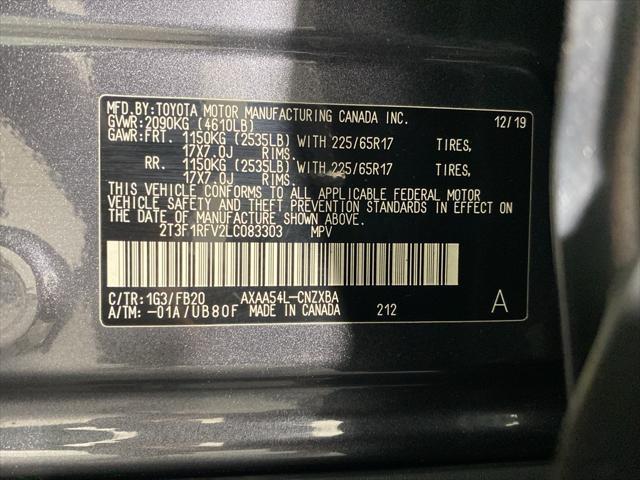 MFD.BY:TOYOTA MOTOR MANUFACTURING CANADA INC.
GVWR:2090KG (4610LB) 12/19
GAWR:FRT. 1150KG (2535LB) WITH 225/65R17 TIRES,
17X7.0J RIMS.
RR. 1150KG (2535LB) WITH 225/65R17 TIRES,
17X7.0J RIMS.
THIS VEHICLE CONFORMS TO ALL APPLICABLE FEDERAL MOTOR
VEHICLE SAFETY AND THEFT PREVENTION STANDARDS IN EFFECT ON
THE DATE OF MANUFACTURE SHOWN ABOVE.
2T3F1RFV2LC083303 MPV
C/TR:1G3/FB20 AXAA54L-CNZXBA
A/TM:-01A/UB80F MADE IN CANADA 212 A